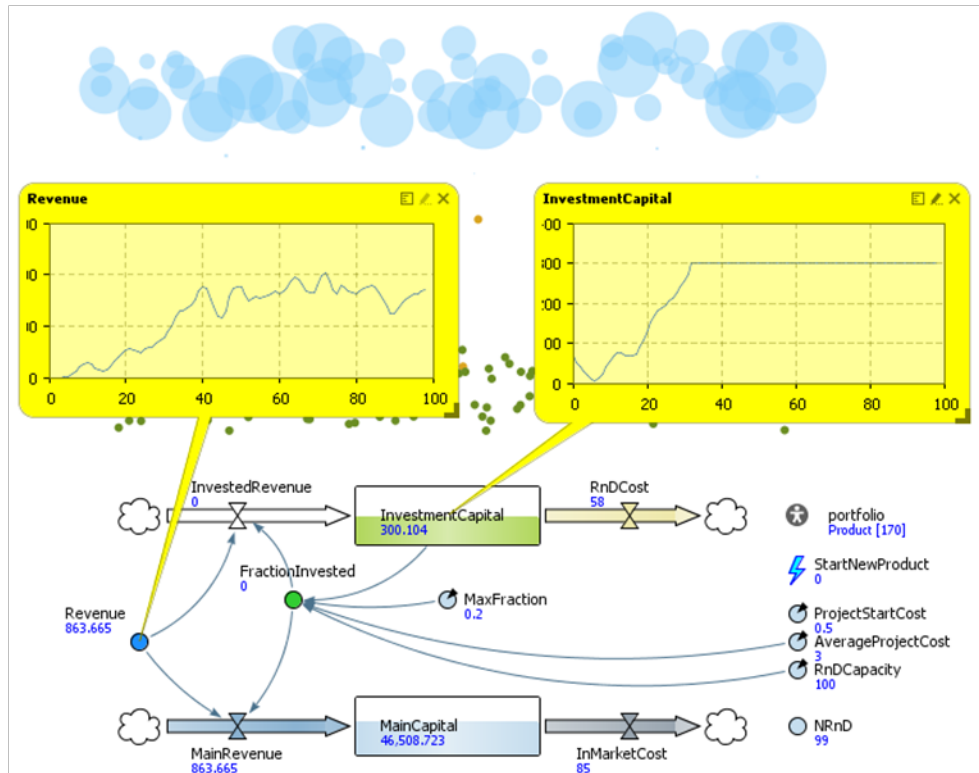 Revenue
InvestmentCapital
0
0
20
40
60
80
100
0
20
40
60
80
100
InvestedRevenue
0
InvestmentCapital
300.104
RnDCost
58
portfolio
Product [170]
StartNewProduct
0
FractionInvested
0
MaxFraction
0.2
Revenue
863.665
ProjectStartCost
0.5
AverageProjectCost
3
RnDCapacity
100
MainCapital
46,508.723
NRnD
99
MainRevenue
863.665
InMarketCost
85